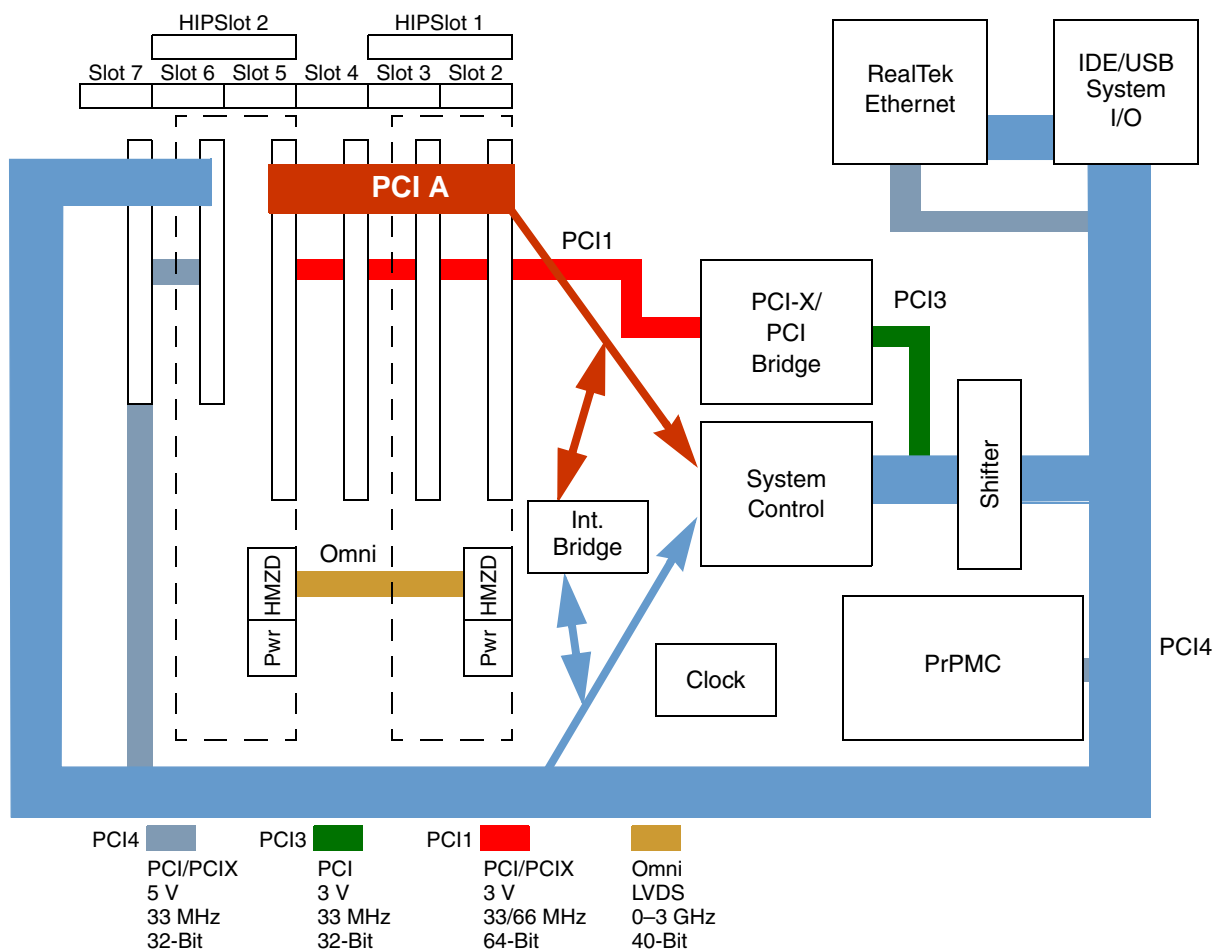 HIPSlot 2
HIPSlot 1
Slot 7
Slot 6
Slot 5
Slot 4
Slot 3
Slot 2
RealTek
Ethernet
IDE/USB
System
I/O
PCI A
PCI1
PCI-X/
PCI
Bridge
PCI3
System
Control
Shifter
Int.
Bridge
Omni
HMZD
Pwr
HMZD
Pwr
Clock
PrPMC
PCI4
PCI4
PCI/PCIX
5 V
33 MHz
32-Bit
PCI3
PCI
3 V
33 MHz
32-Bit
PCI1
PCI/PCIX
3 V
33/66 MHz
64-Bit
Omni
LVDS
0–3 GHz
40-Bit